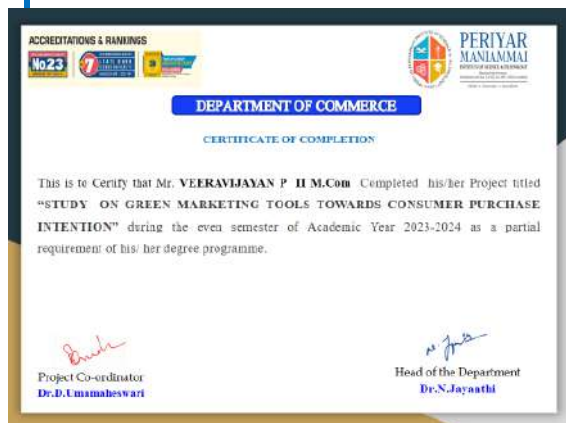 ACCREDITATIONS & RANKINGS
No23
7
3
PERIYAR
MANIAMMAI
DEPARTMENT OF COMMERCE
CERTIFICATE OF COMPLETION
This is to Certify that Mr. VEERAVIJAYAN P II M.Com Completed his/her Project titled
“STUDY ON GREEN MARKETING TOOLS TOWARDS CONSUMER PURCHASE
INTENTION” during the even semester of Academic Year 2023-2024 as a partial
requirement of his/ her degree programme.
Project Co-ordinator
Dr.D.Umamaheswari
Head of the Department
Dr.N.Jayanthi